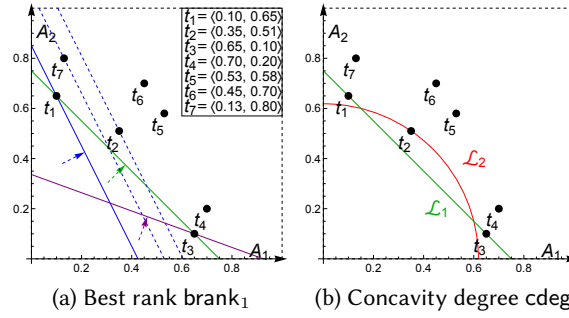 A₂
t₁ = ⟨0.10, 0.65⟩
t₂ = ⟨0.35, 0.51⟩
t₃ = ⟨0.65, 0.10⟩
t₄ = ⟨0.70, 0.20⟩
t₅ = ⟨0.53, 0.58⟩
t₆ = ⟨0.45, 0.70⟩
t₇ = ⟨0.13, 0.80⟩
t₇
t₆
t₁
t₅
t₂
t₄
t₃
A₁
1.0
0.8
0.6
0.4
0.2
0.2 0.4 0.6 0.8
(a) Best rank brank₁
A₂
t₇
t₆
t₁
t₅
t₂
ℒ₂
ℒ₁
t₄
t₃
A₁
1.0
0.8
0.6
0.4
0.2
0.2 0.4 0.6 0.8
(b) Concavity degree cdeg